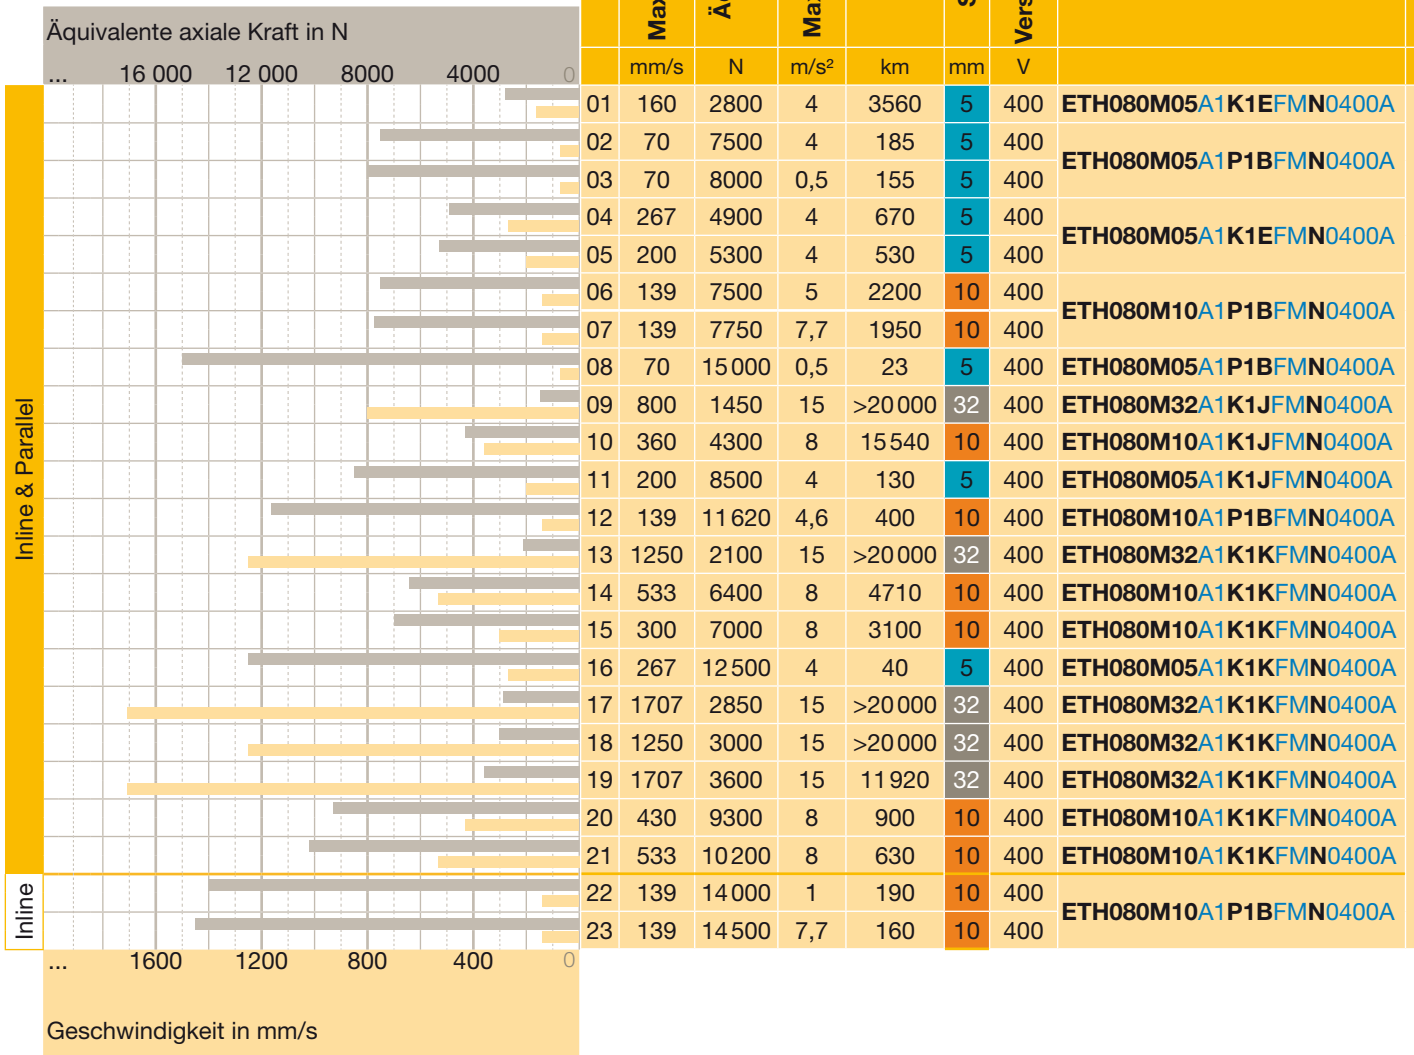 Äquivalente axiale Kraft in N
... 16 000 12 000 8000 4000 0
mm/s N m/s² km mm V
01 160 2800 4 3560 5 400 ETH080M05A1K1EFMN0400A
02 70 7500 4 185 5 400
ETH080M05A1P1BFMN0400A
03 70 8000 0,5 155 5 400
04 267 4900 4 670 5 400
ETH080M05A1K1EFMN0400A
05 200 5300 4 530 5 400
06 139 7500 5 2200 10 400
ETH080M10A1P1BFMN0400A
07 139 7750 7,7 1950 10 400
08 70 15 000 0,5 23 5 400 ETH080M05A1P1BFMN0400A
09 800 1450 15 >20 000 32 400 ETH080M32A1K1JFMN0400A
10 360 4300 8 15 540 10 400 ETH080M10A1K1JFMN0400A
11 200 8500 4 130 5 400 ETH080M05A1K1JFMN0400A
12 139 11 620 4,6 400 10 400 ETH080M10A1P1BFMN0400A
13 1250 2100 15 >20 000 32 400 ETH080M32A1K1KFMN0400A
14 533 6400 8 4710 10 400 ETH080M10A1K1KFMN0400A
15 300 7000 8 3100 10 400 ETH080M10A1K1KFMN0400A
16 267 12 500 4 40 5 400 ETH080M05A1K1KFMN0400A
17 1707 2850 15 >20 000 32 400 ETH080M32A1K1KFMN0400A
18 1250 3000 15 >20 000 32 400 ETH080M32A1K1KFMN0400A
19 1707 3600 15 11 920 32 400 ETH080M32A1K1KFMN0400A
20 430 9300 8 900 10 400 ETH080M10A1K1KFMN0400A
21 533 10 200 8 630 10 400 ETH080M10A1K1KFMN0400A
Inline & Parallel
22 139 14 000 1 190 10 400
ETH080M10A1P1BFMN0400A
23 139 14 500 7,7 160 10 400
Inline
... 1600 1200 800 400 0
Geschwindigkeit in mm/s